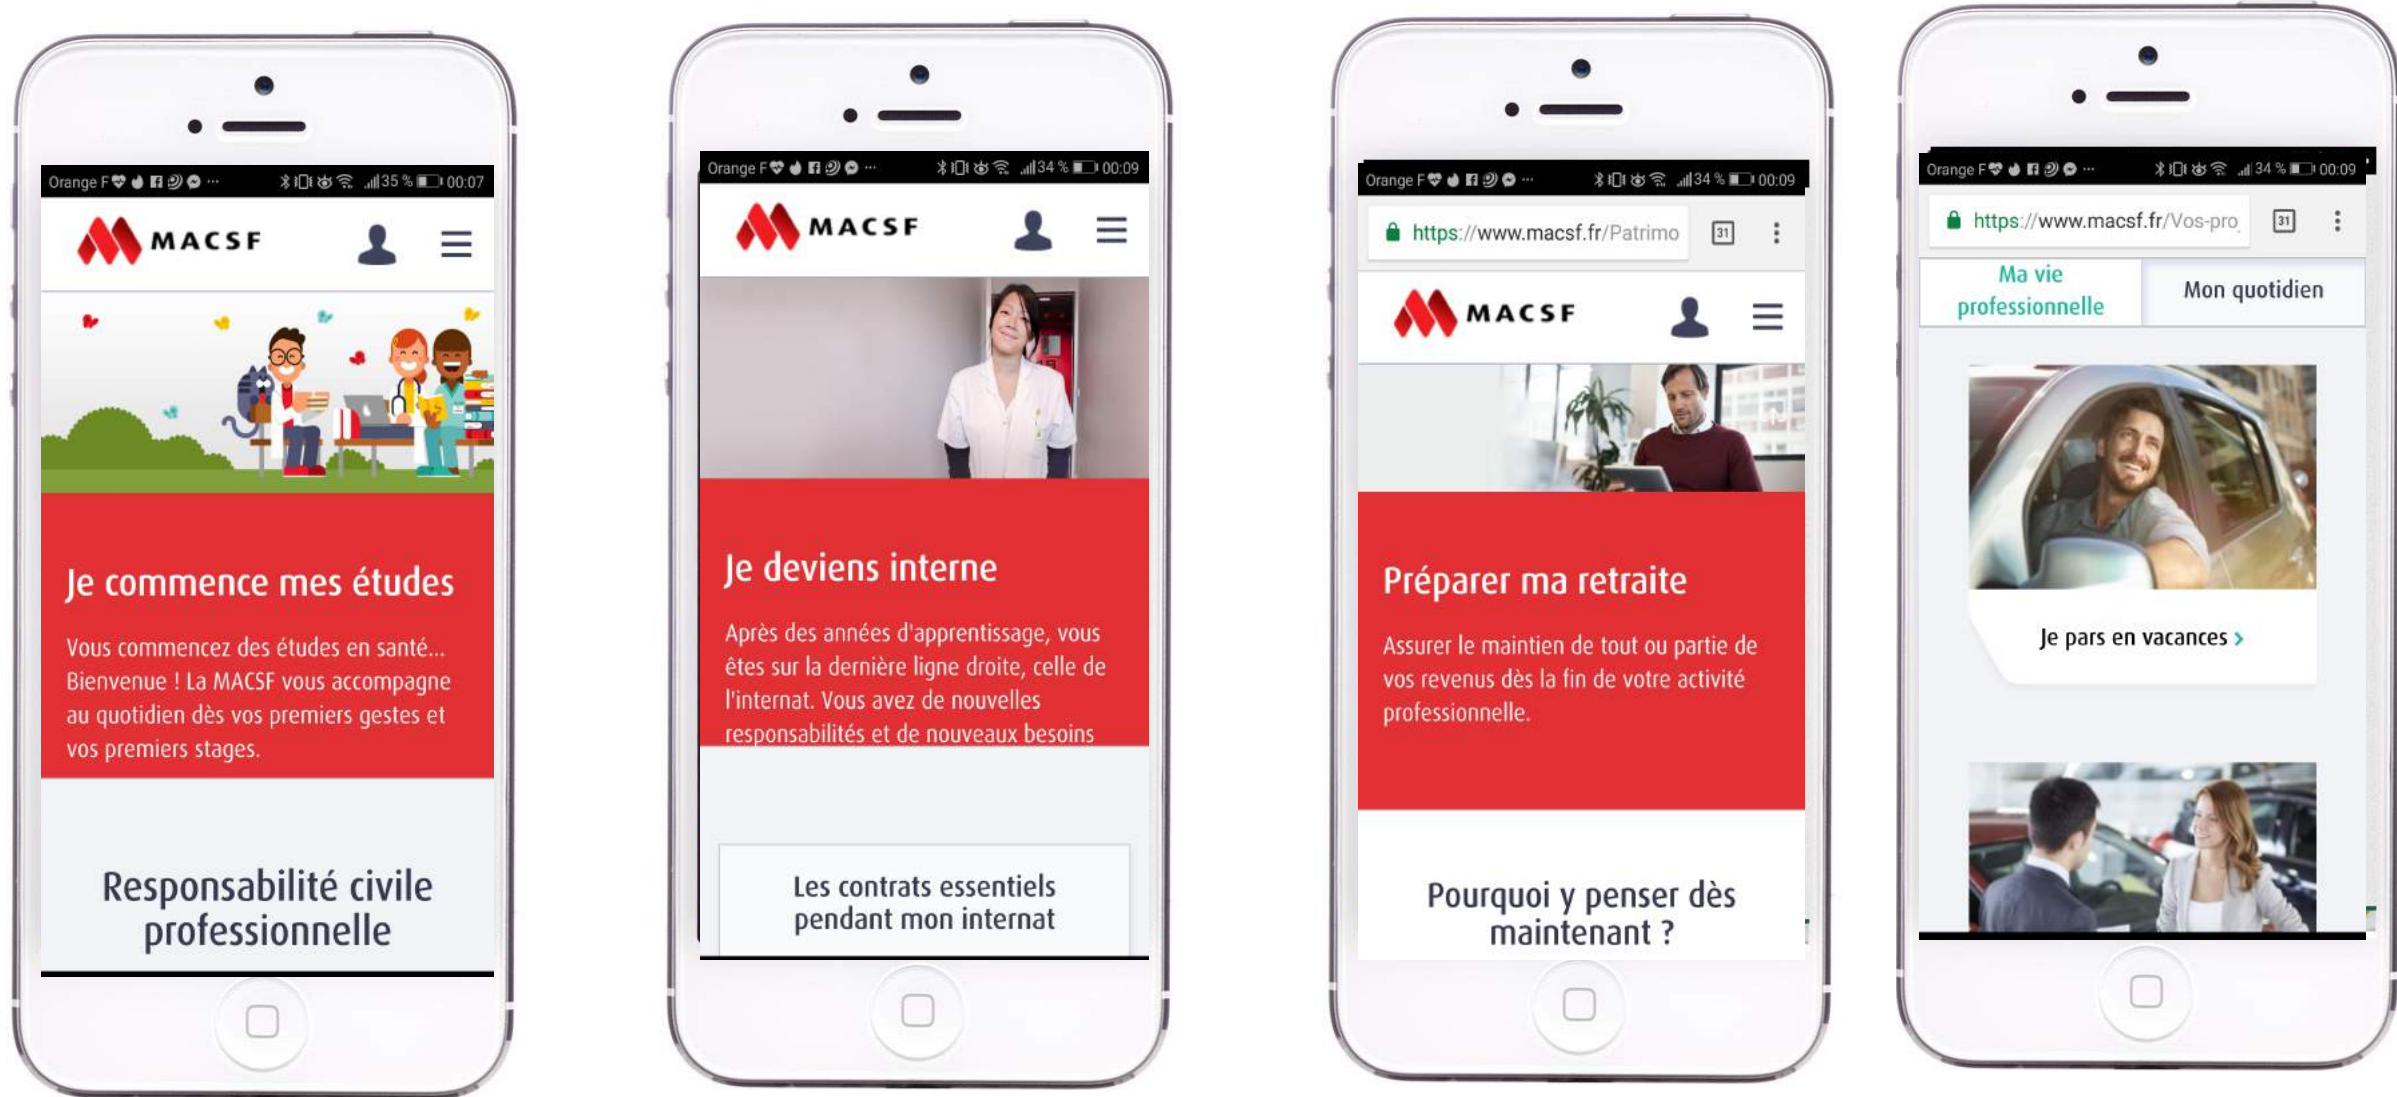 Orange F ... 35 % 00:07
MACSF
Je commence mes études
Vous commencez des études en santé...
Bienvenue ! La MACSF vous accompagne
au quotidien dès vos premiers gestes et
vos premiers stages.
Responsabilité civile
professionnelle
Orange F ... 34 % 00:09
MACSF
Je deviens interne
Après des années d'apprentissage, vous
êtes sur la dernière ligne droite, celle de
l'internat. Vous avez de nouvelles
responsabilités et de nouveaux besoins
Les contrats essentiels
pendant mon internat
Orange F ... 34 % 00:09
https://www.macsf.fr/Patrimo 31
MACSF
Préparer ma retraite
Assurer le maintien de tout ou partie de
vos revenus dès la fin de votre activité
professionnelle.
Pourquoi y penser dès
maintenant ?
Orange F ... 34 % 00:09
https://www.macsf.fr/Vos-pro 31
Ma vie
professionnelle
Mon quotidien
Je pars en vacances >